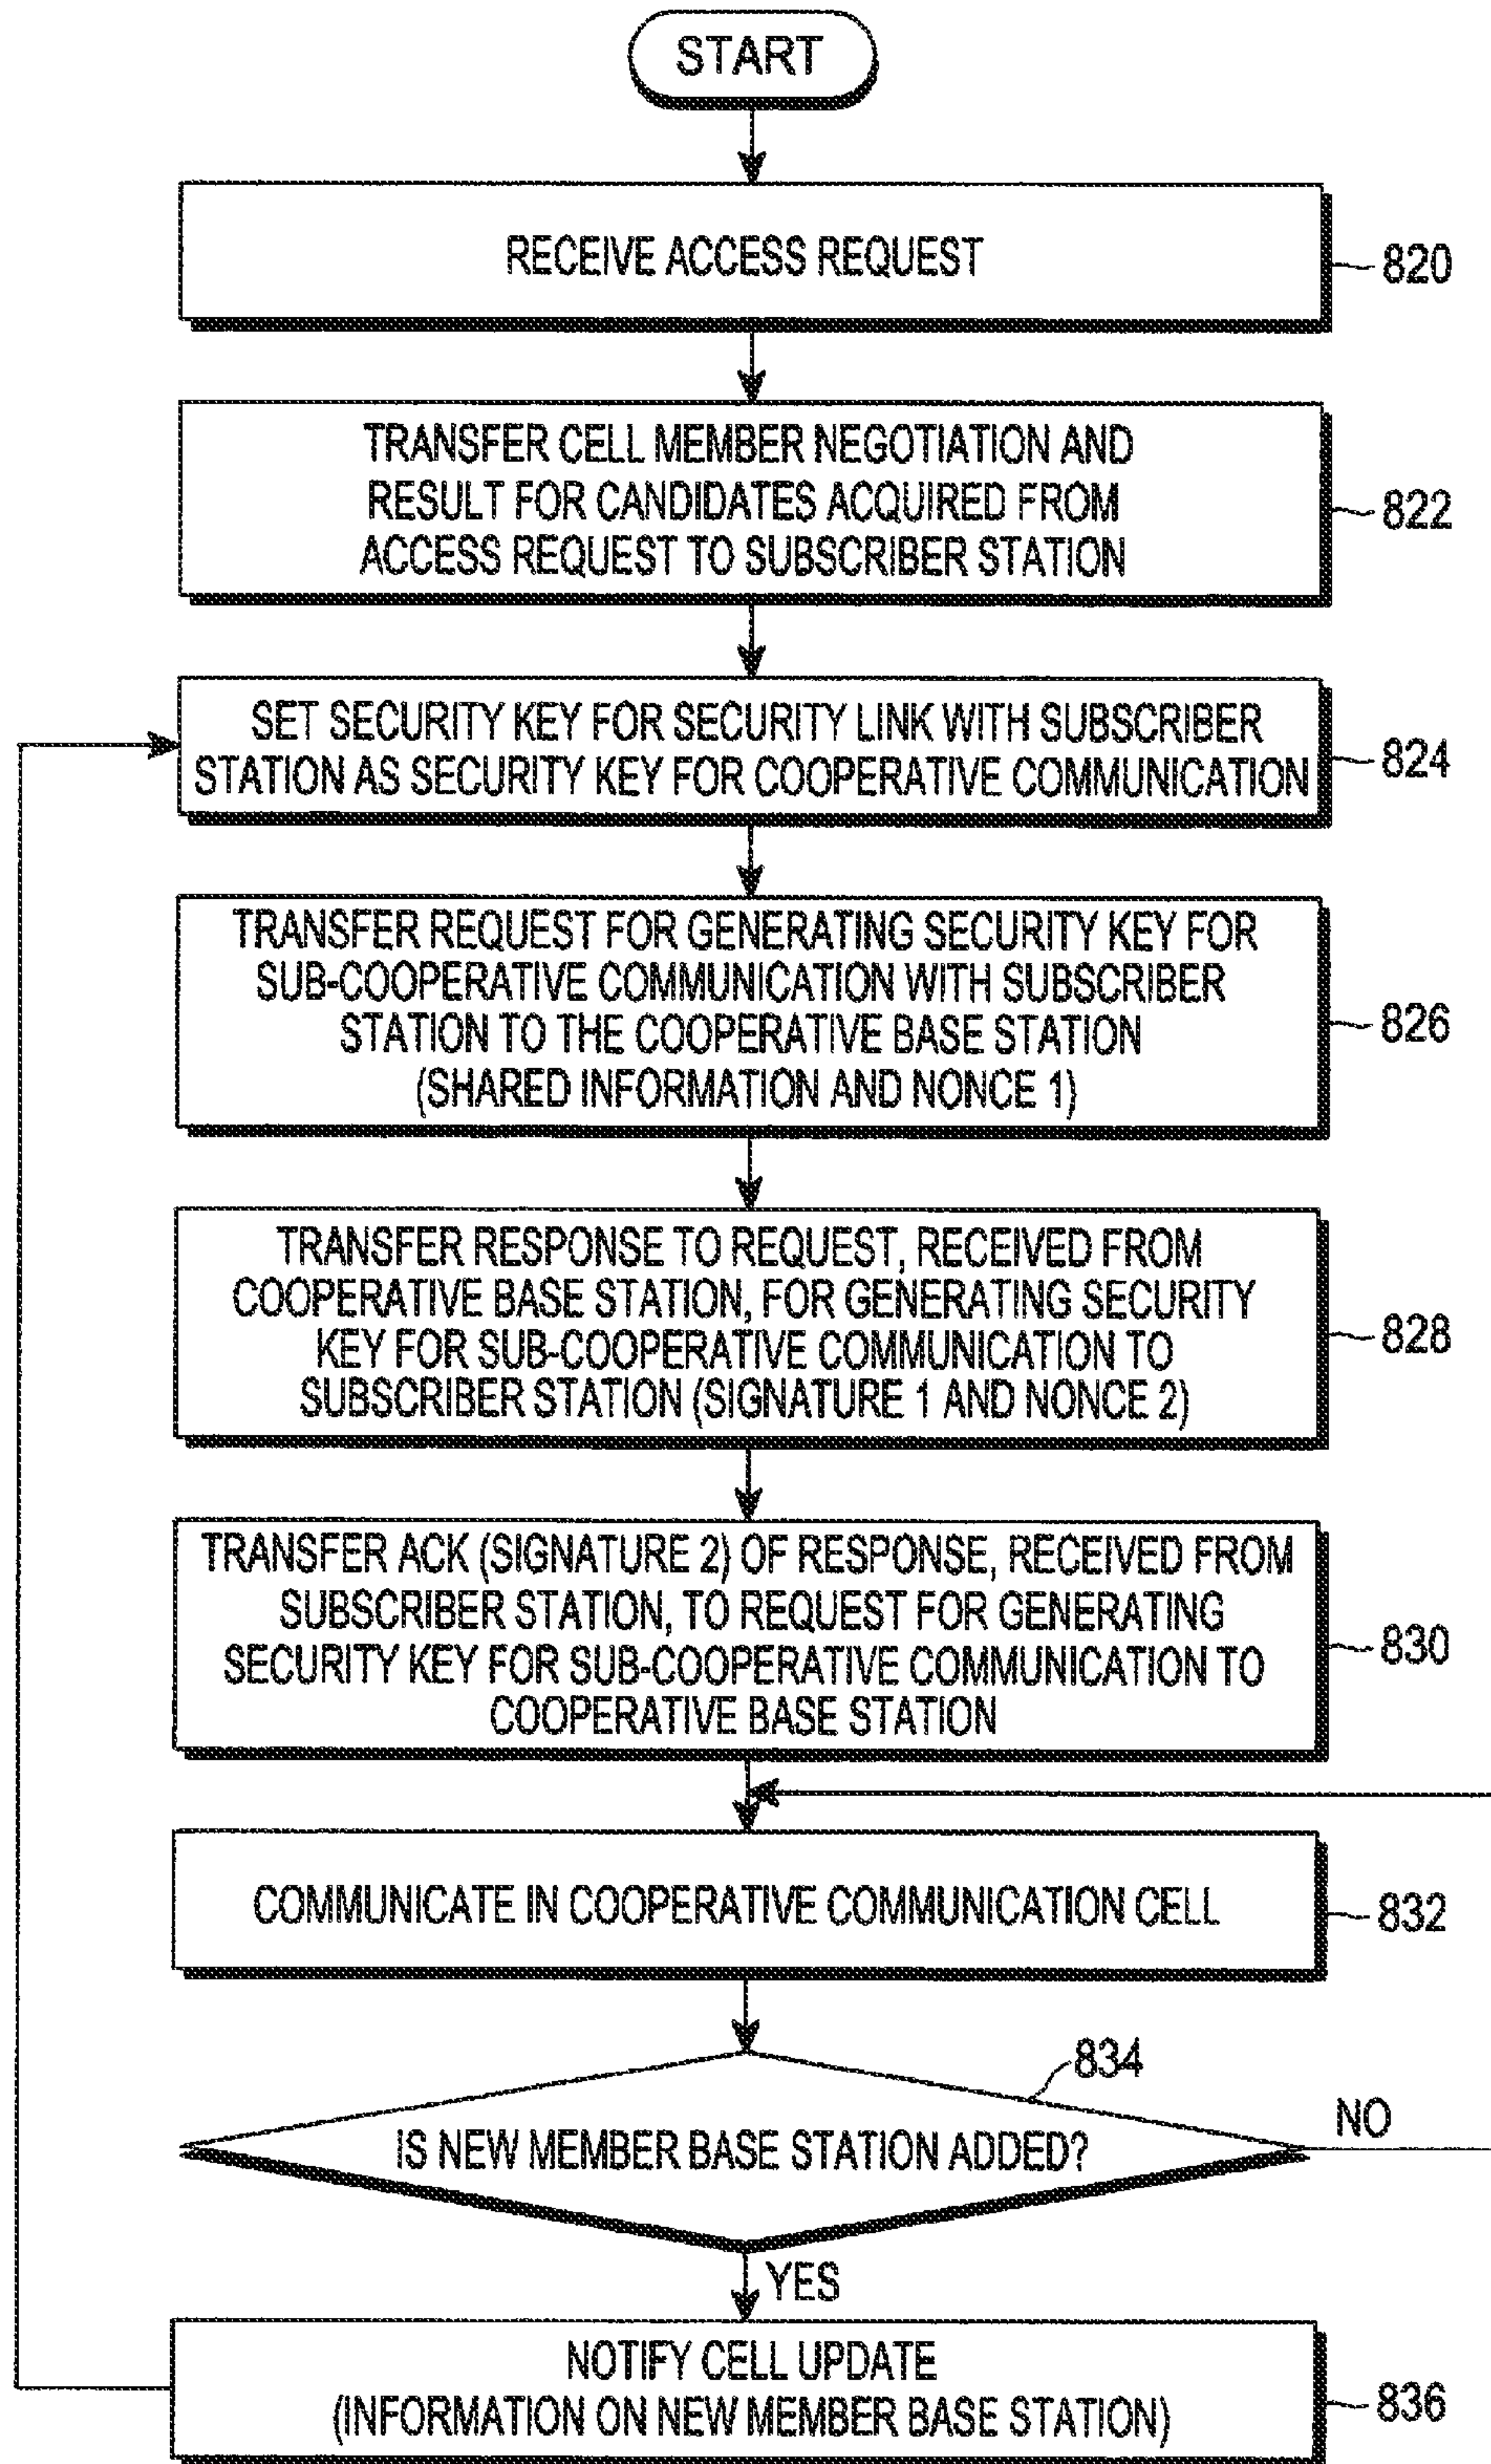 START
RECEIVE ACCESS REQUEST
820
TRANSFER CELL MEMBER NEGOTIATION AND
RESULT FOR CANDIDATES ACQUIRED FROM
ACCESS REQUEST TO SUBSCRIBER STATION
822
SET SECURITY KEY FOR SECURITY LINK WITH SUBSCRIBER
STATION AS SECURITY KEY FOR COOPERATIVE COMMUNICATION
824
TRANSFER REQUEST FOR GENERATING SECURITY KEY FOR
SUB-COOPERATIVE COMMUNICATION WITH SUBSCRIBER
STATION TO THE COOPERATIVE BASE STATION
(SHARED INFORMATION AND NONCE 1)
826
TRANSFER RESPONSE TO REQUEST, RECEIVED FROM
COOPERATIVE BASE STATION, FOR GENERATING SECURITY
KEY FOR SUB-COOPERATIVE COMMUNICATION TO
SUBSCRIBER STATION (SIGNATURE 1 AND NONCE 2)
828
TRANSFER ACK (SIGNATURE 2) OF RESPONSE, RECEIVED FROM
SUBSCRIBER STATION, TO REQUEST FOR GENERATING
SECURITY KEY FOR SUB-COOPERATIVE COMMUNICATION TO
COOPERATIVE BASE STATION
830
COMMUNICATE IN COOPERATIVE COMMUNICATION CELL
832
834
IS NEW MEMBER BASE STATION ADDED?
NO
YES
NOTIFY CELL UPDATE
(INFORMATION ON NEW MEMBER BASE STATION)
836